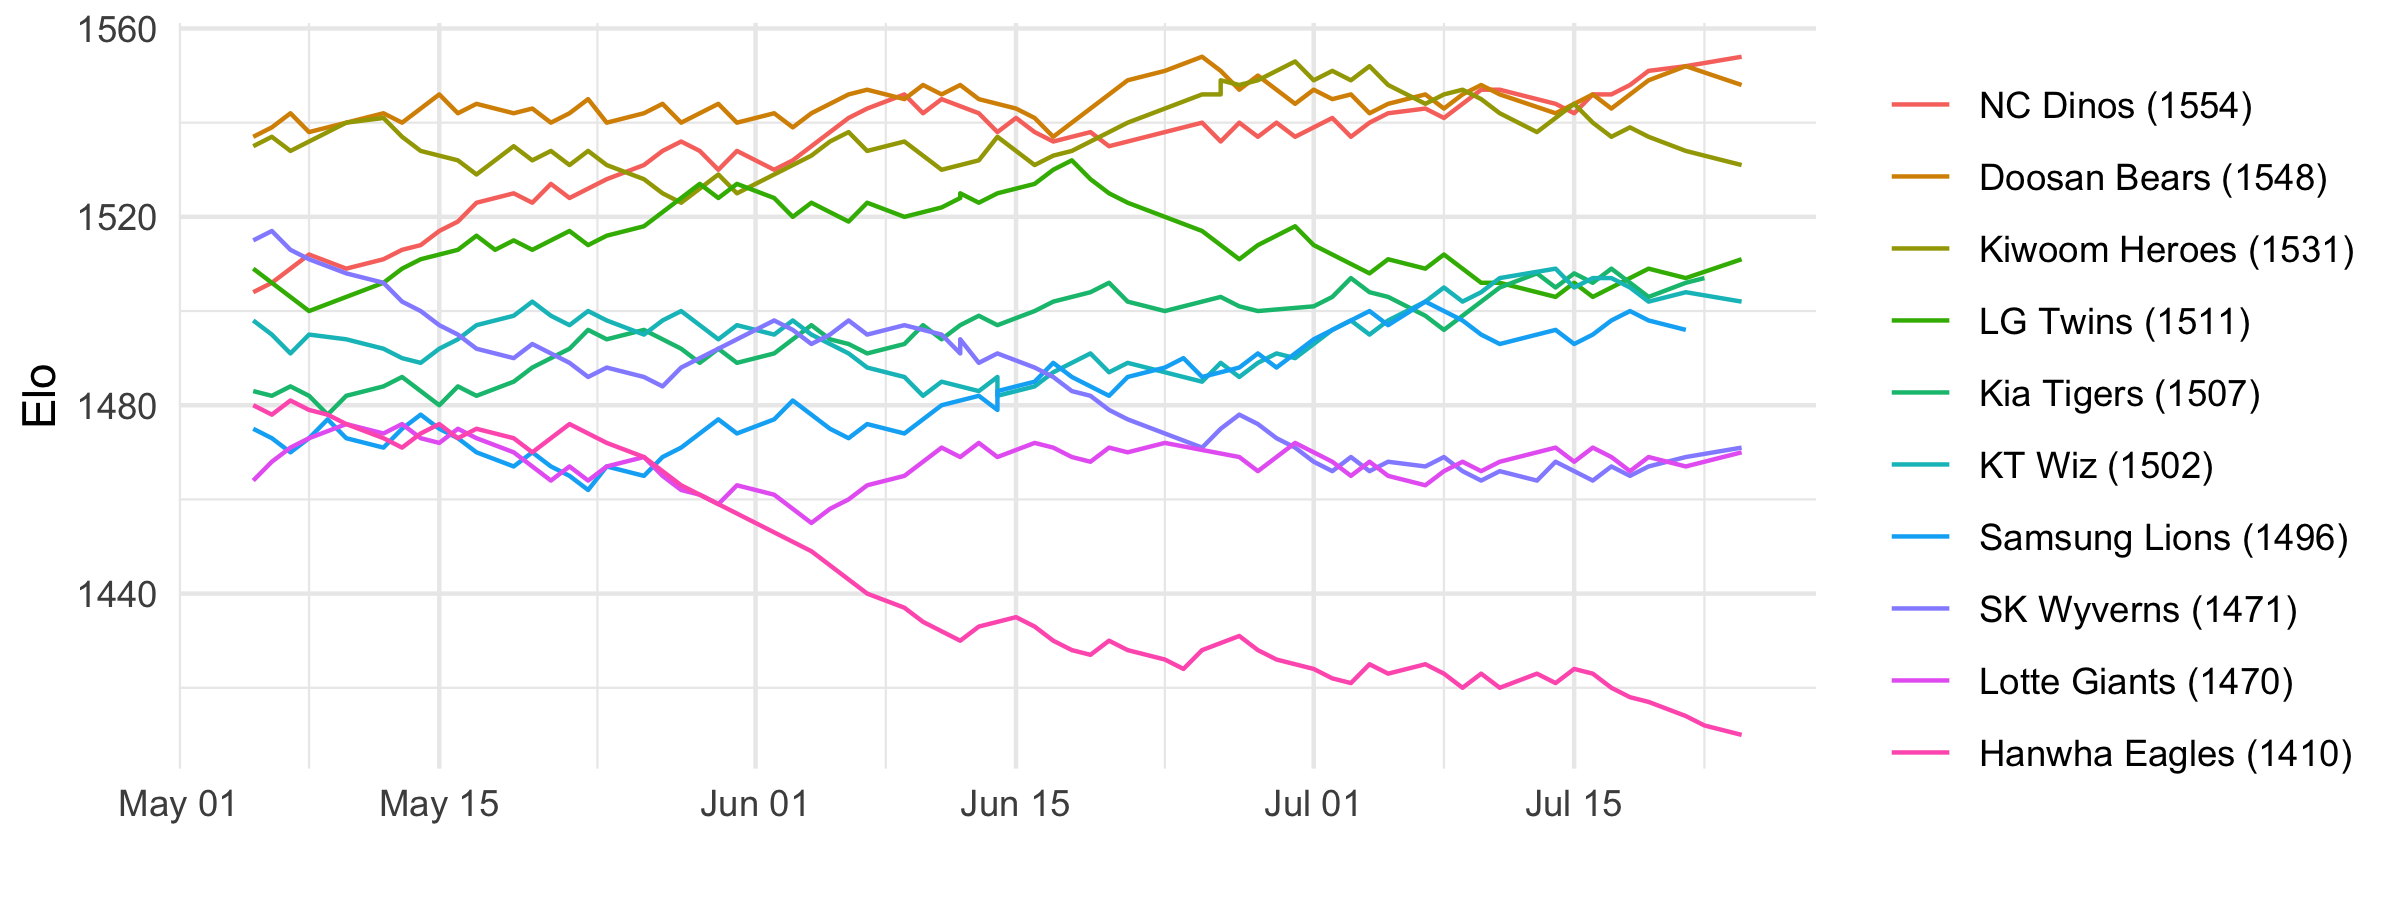 1560
1520
1480
1440
Elo
May 01
May 15
Jun 01
Jun 15
Jul 01
Jul 15
NC Dinos (1554)
Doosan Bears (1548)
Kiwoom Heroes (1531)
LG Twins (1511)
Kia Tigers (1507)
KT Wiz (1502)
Samsung Lions (1496)
SK Wyverns (1471)
Lotte Giants (1470)
Hanwha Eagles (1410)